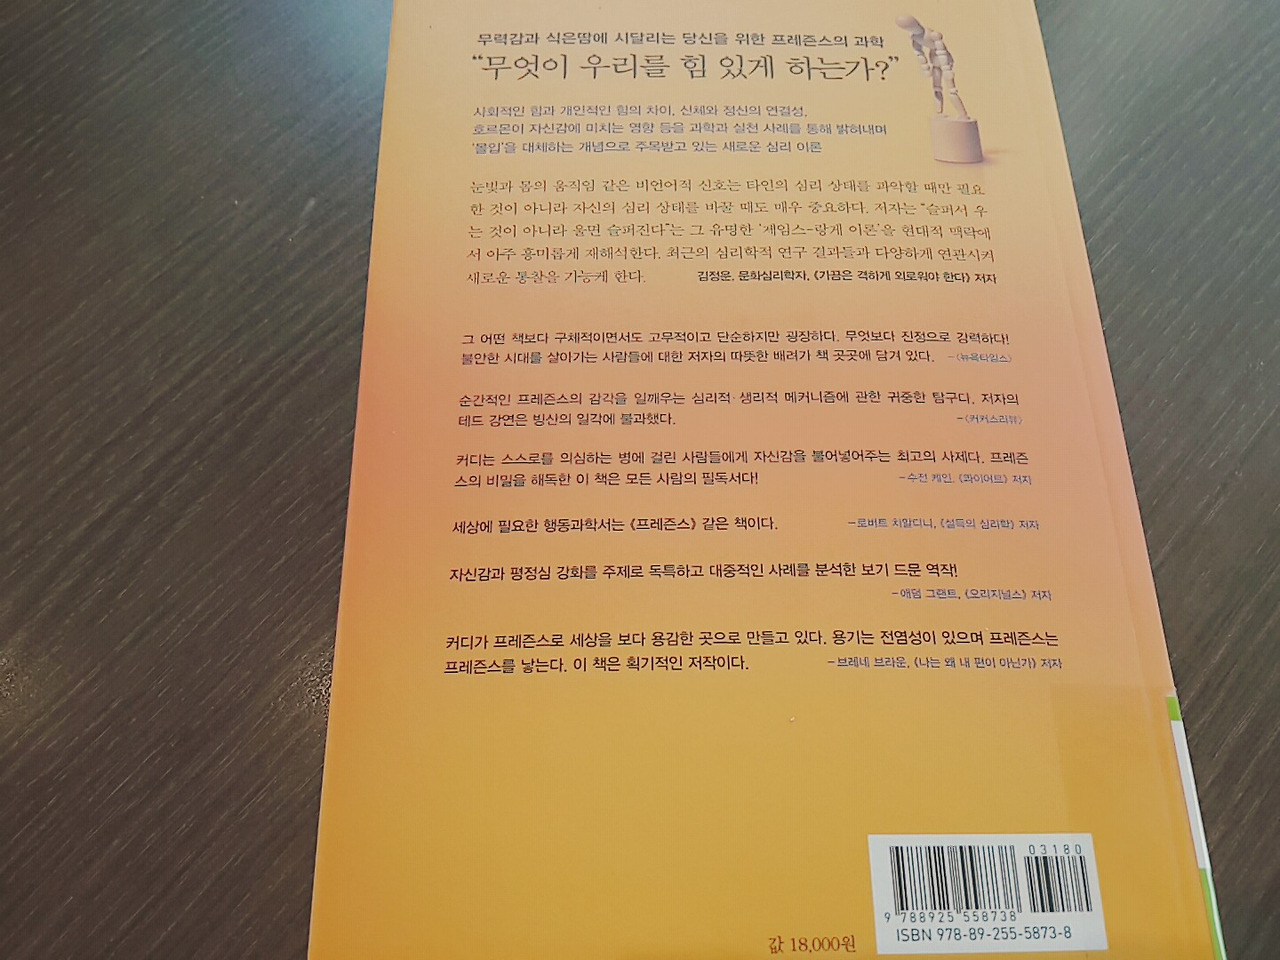 무력감과 식은땀에 시달리는 당신을 위한 프레즌스의 과학
“무엇이 우리를 힘 있게 하는가?”
사회적인 힘과 개인적인 힘의 차이, 신체와 정신의 연결성,
호르몬이 자신감에 미치는 영향 등을 과학과 실천 사례를 통해 밝혀내며
‘몰입’을 대체하는 개념으로 주목받고 있는 새로운 심리 이론
눈빛과 몸의 움직임 같은 비언어적 신호는 타인의 심리 상태를 파악할 때만 필요
한 것이 아니라 자신의 심리 상태를 바꿀 때도 매우 중요하다. 저자는 “슬퍼서 우
는 것이 아니라 울면 슬퍼진다”는 그 유명한 ‘제임스-랑게 이론’을 현대적 맥락에
서 아주 흥미롭게 재해석한다. 최근의 심리학적 연구 결과들과 다양하게 연관시켜
새로운 통찰을 가능케 한다. 김정운, 문화심리학자, 《가끔은 격하게 외로워야 한다》 저자
그 어떤 책보다 구체적이면서도 고무적이고 단순하지만 굉장하다. 무엇보다 진정으로 강력하다!
불안한 시대를 살아가는 사람들에 대한 저자의 따뜻한 배려가 책 곳곳에 담겨 있다. -〈뉴욕타임스〉
순간적인 프레즌스의 감각을 일깨우는 심리적·생리적 메커니즘에 관한 귀중한 탐구다. 저자의
테드 강연은 빙산의 일각에 불과했다. -〈커커스리뷰〉
커디는 스스로를 의심하는 병에 걸린 사람들에게 자신감을 불어넣어주는 최고의 사제다. 프레즌
스의 비밀을 해독한 이 책은 모든 사람의 필독서다! -수전 케인, 《콰이어트》 저자
세상에 필요한 행동과학서는 《프레즌스》 같은 책이다. -로버트 치알디니, 《설득의 심리학》 저자
자신감과 평정심 강화를 주제로 독특하고 대중적인 사례를 분석한 보기 드문 역작!
-애덤 그랜트, 《오리지널스》 저자
커디가 프레즌스로 세상을 보다 용감한 곳으로 만들고 있다. 용기는 전염성이 있으며 프레즌스는
프레즌스를 낳는다. 이 책은 획기적인 저작이다. -브레네 브라운, 《나는 왜 내 편이 아닌가》 저자
03180
9 788925 558738
ISBN 978-89-255-5873-8
값 18,000원